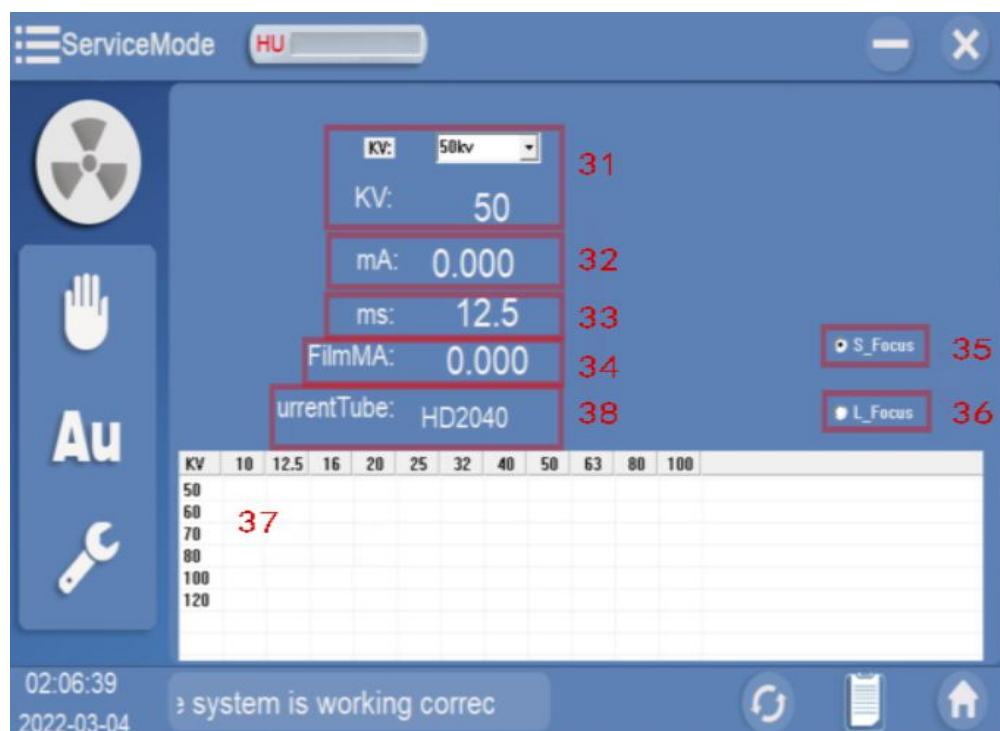 ServiceMode HU
KV: 50kv
31
KV: 50
mA: 0.000 32
ms: 12.5 33
FilmMA: 0.000 34
S_Focus 35
urrentTube: HD2040 38
L_Focus 36
Au
KV 10 12.5 16 20 25 32 40 50 63 80 100
50
60
37
70
80
100
120
02:06:39
e system is working correc
2022-03-04